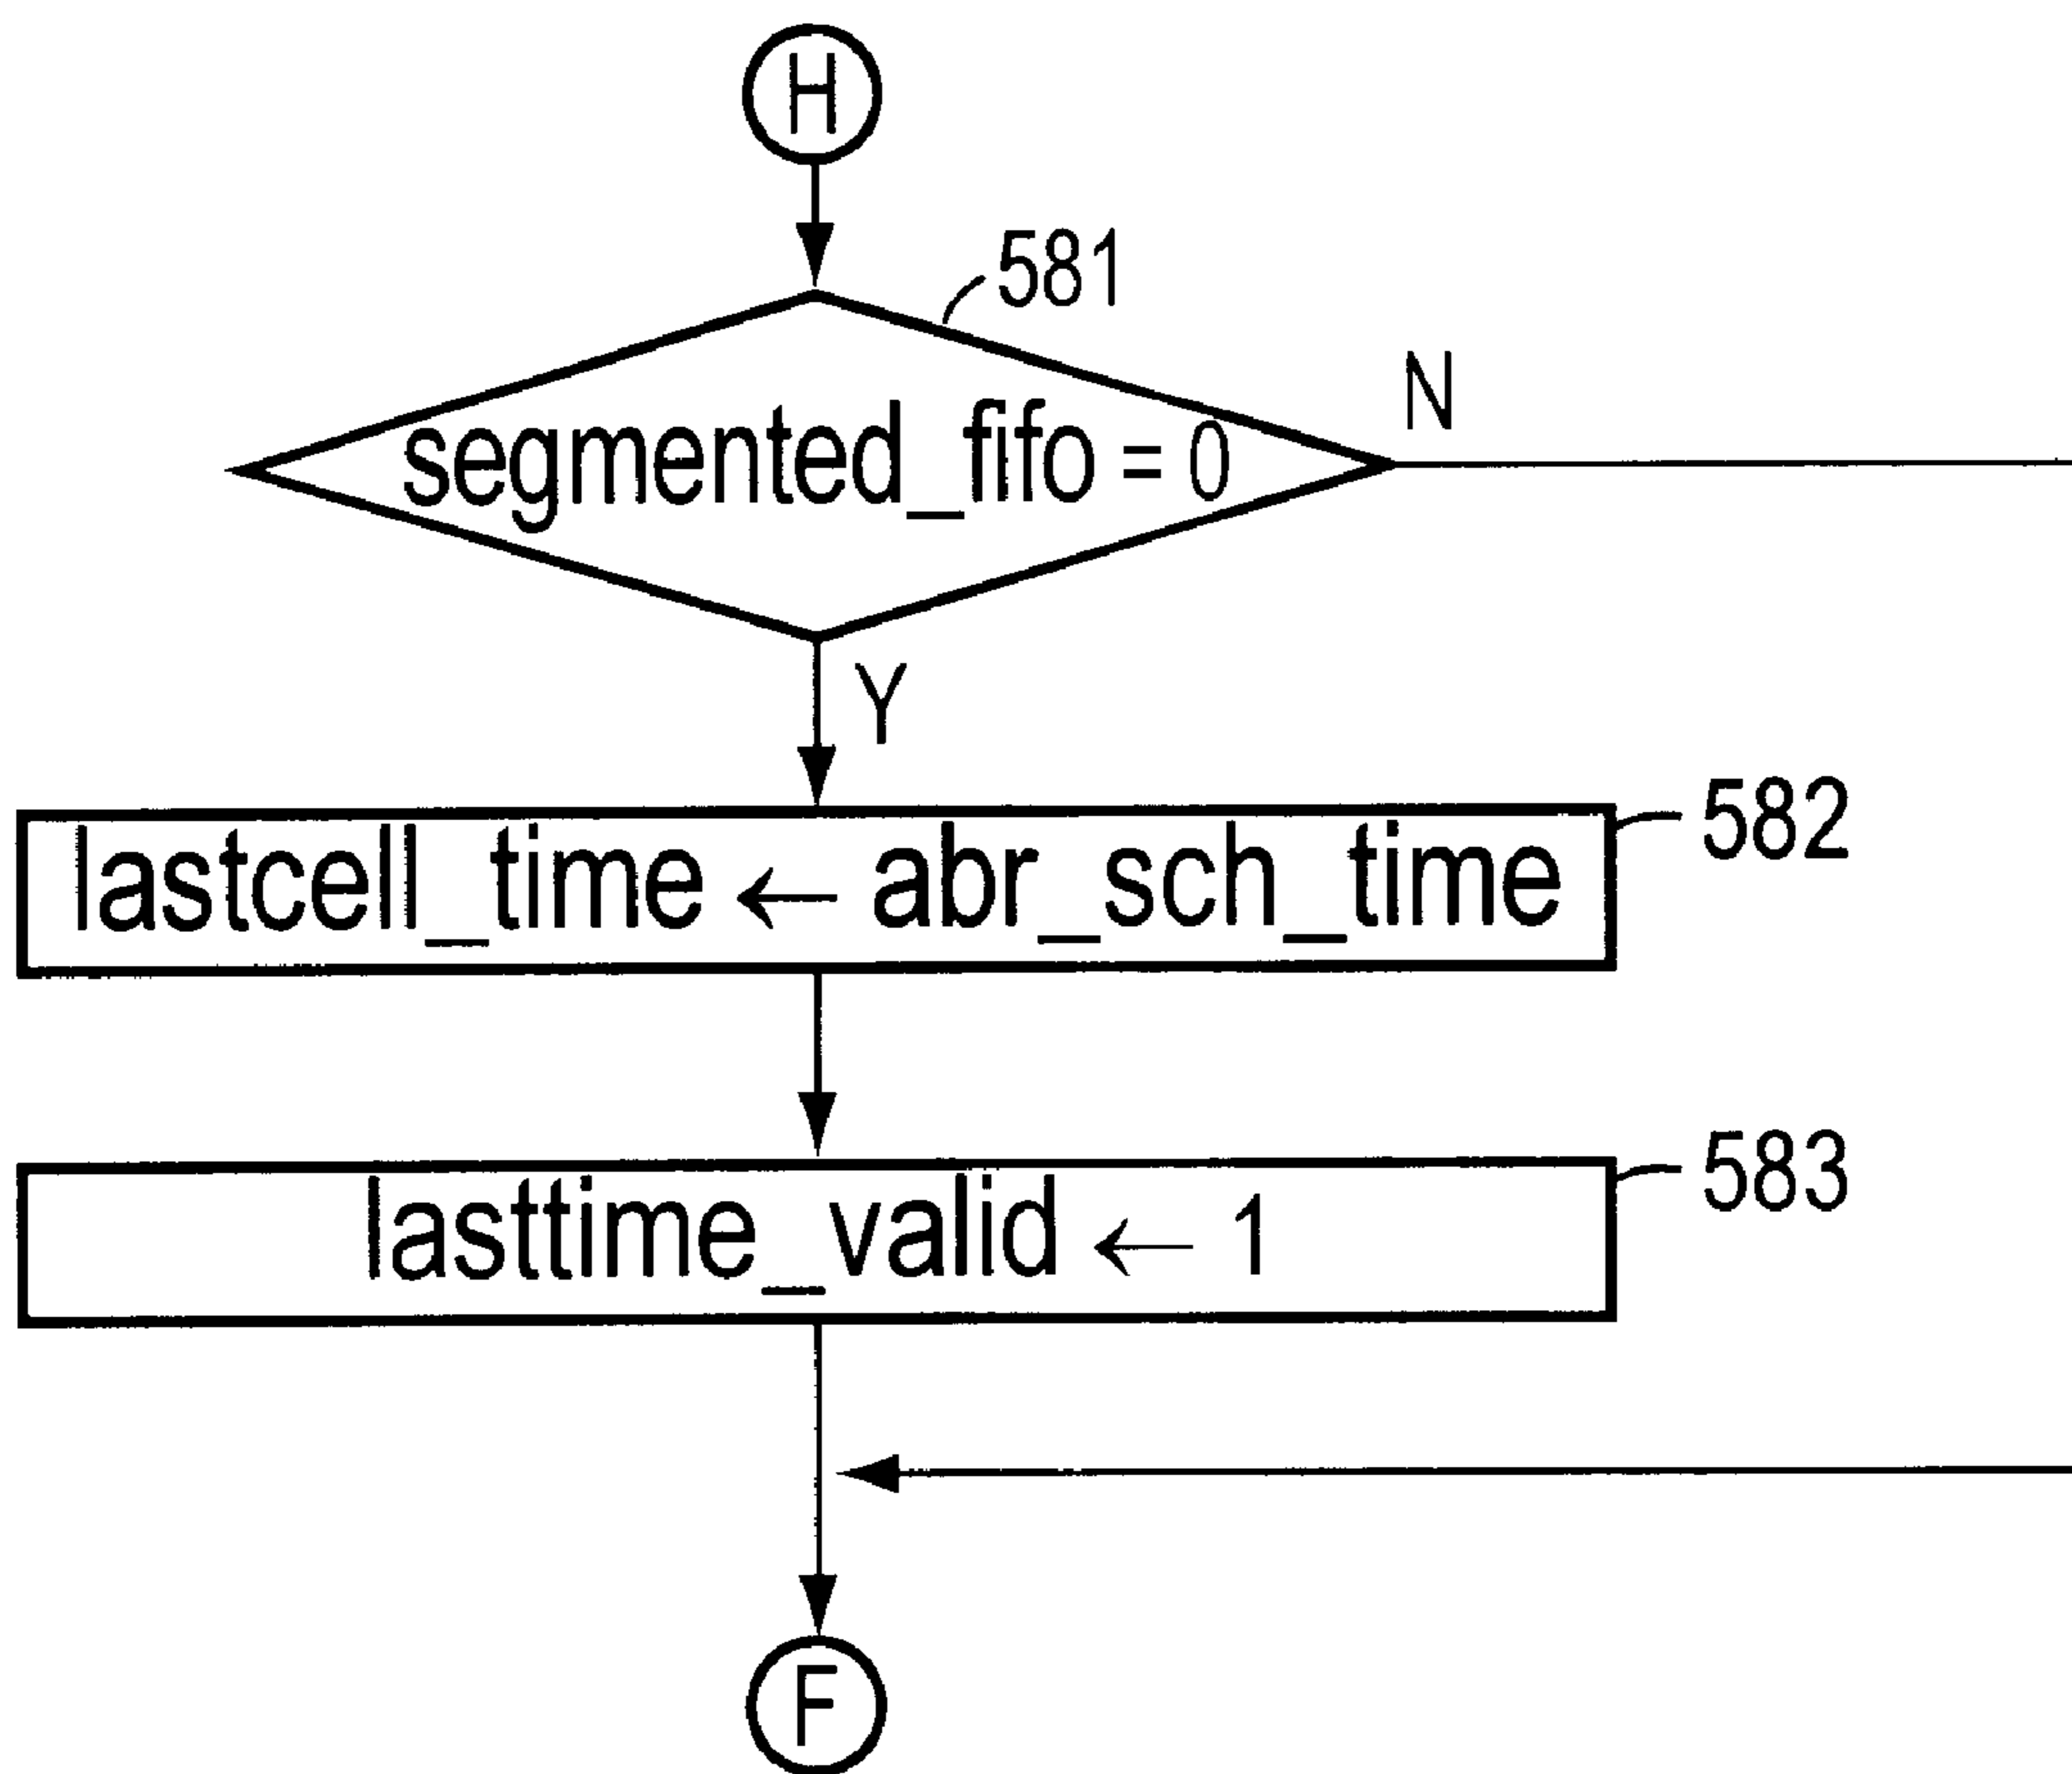 H
581
N
segmented_fifo = 0
Y
582
lastcell_time ← abr_sch_time
583
lasttime_valid ← 1
F